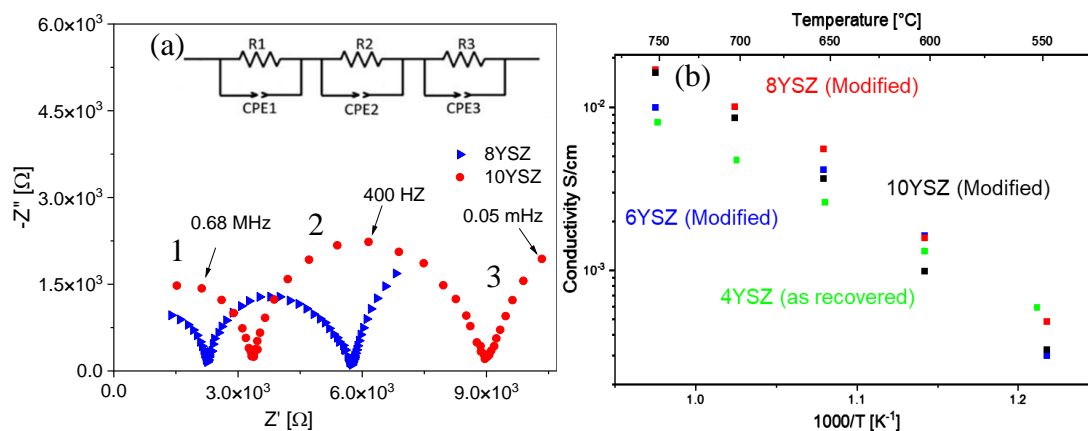 (a)
R1 R2 R3
CPE1 CPE2 CPE3
8YSZ
10YSZ
400 HZ
0.05 mHz
0.68 MHz
1 2 3
6.0×10³
4.5×10³
3.0×10³
1.5×10³
0.0
-Z" [Ω]
0.0 3.0×10³ 6.0×10³ 9.0×10³
Z' [Ω]
Temperature [°C]
750 700 650 600 550
(b)
8YSZ (Modified)
10YSZ (Modified)
6YSZ (Modified)
4YSZ (as recovered)
10⁻²
10⁻³
Conductivity S/cm
1.0 1.1 1.2
1000/T [K⁻¹]